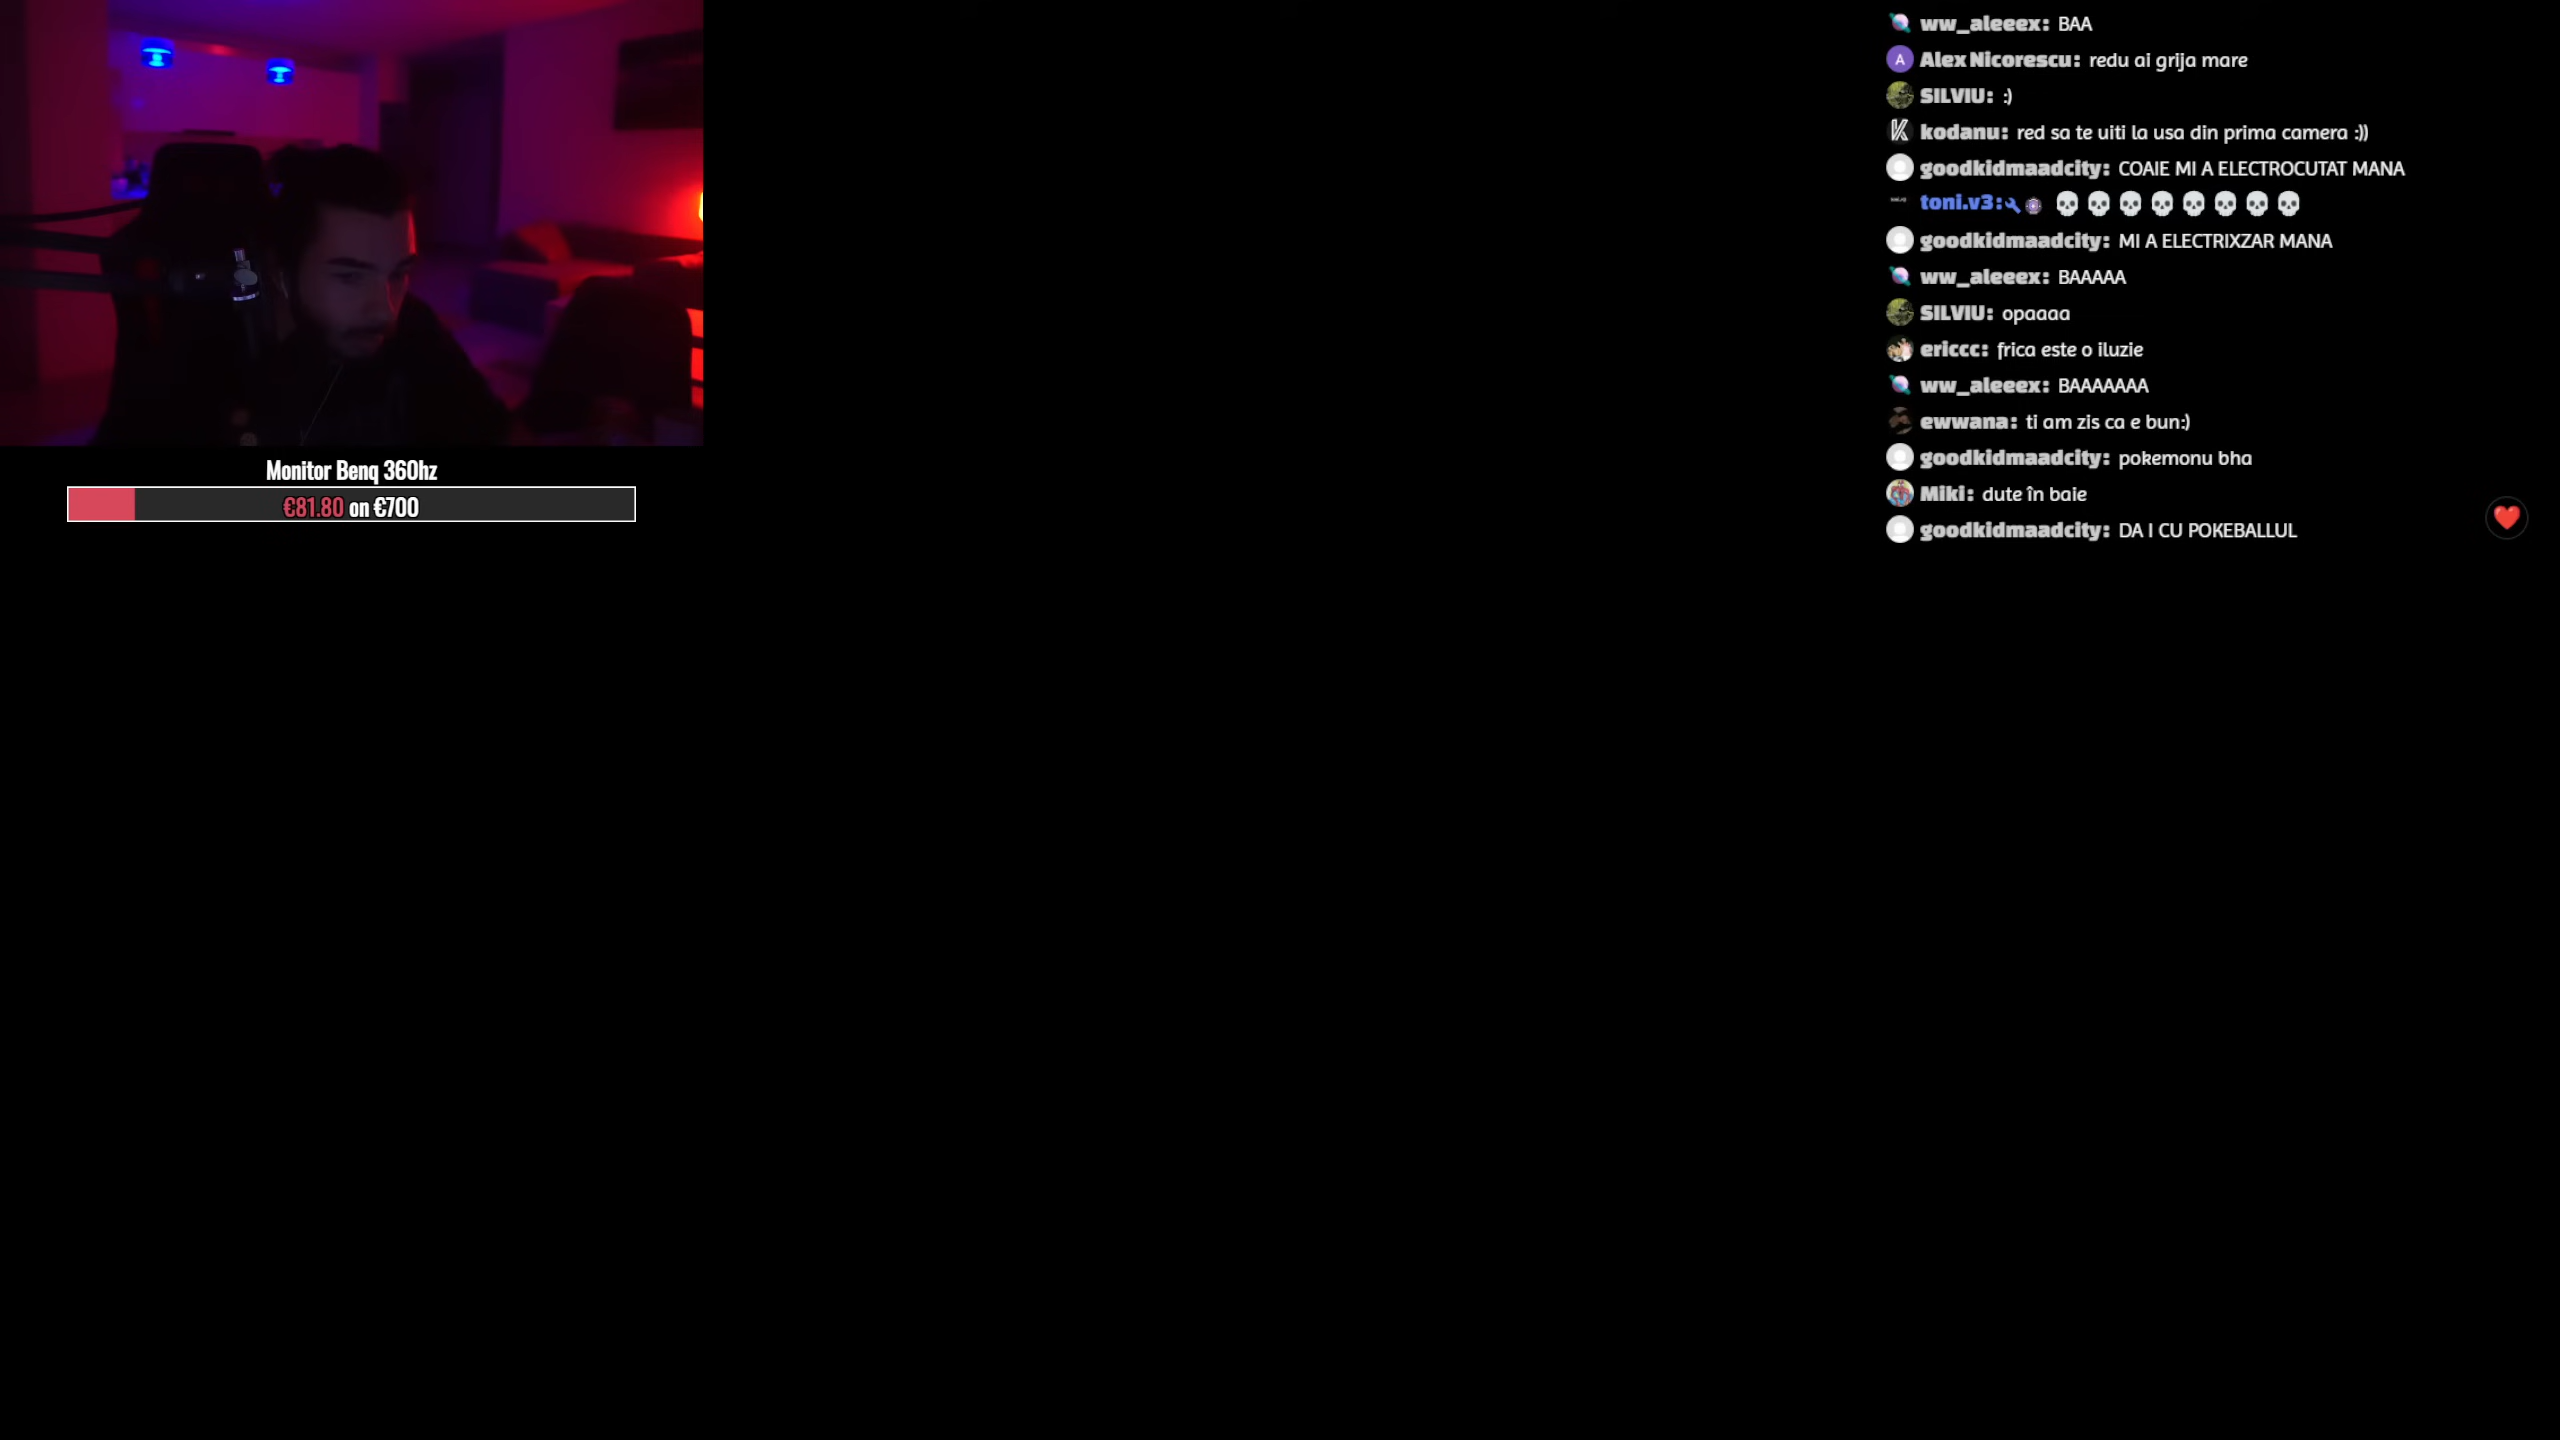 Monitor Benq 360hz
€81.80 on €700
ww_aleeex: BAA
A Alex Nicorescu: redu ai grija mare
SILVIU: :)
K kodanu: red sa te uiti la usa din prima camera :))
goodkidmaadcity: COAIE MI A ELECTROCUTAT MANA
toni.v3: 💀💀💀💀💀💀💀💀
goodkidmaadcity: MI A ELECTRIXZAR MANA
ww_aleeex: BAAAAA
SILVIU: opaaaa
ericcc: frica este o iluzie
ww_aleeex: BAAAAAAA
ewwana: ti am zis ca e bun:)
goodkidmaadcity: pokemonu bha
Miki: dute în baie
goodkidmaadcity: DA I CU POKEBALLUL